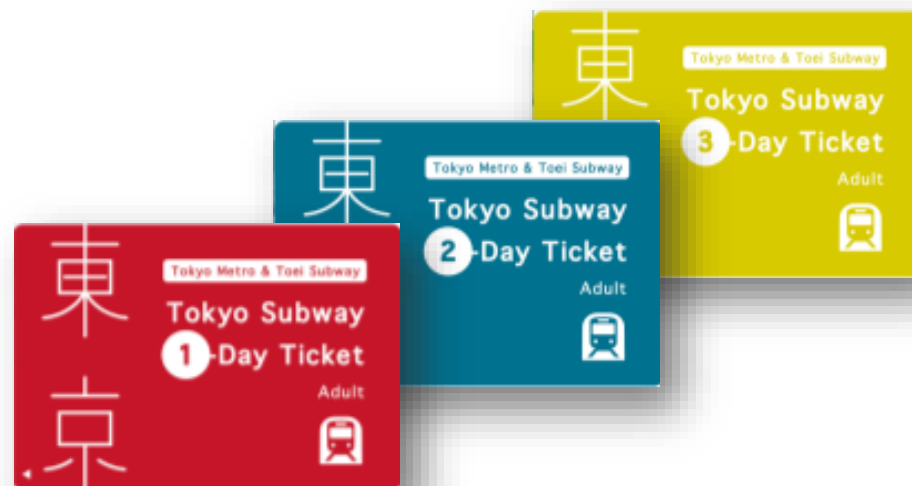 東京
Tokyo Metro & Toei Subway
Tokyo Subway
1-Day Ticket
Adult
東
Tokyo Metro & Toei Subway
Tokyo Subway
2-Day Ticket
Adult
東
Tokyo Metro & Toei Subway
Tokyo Subway
3-Day Ticket
Adult